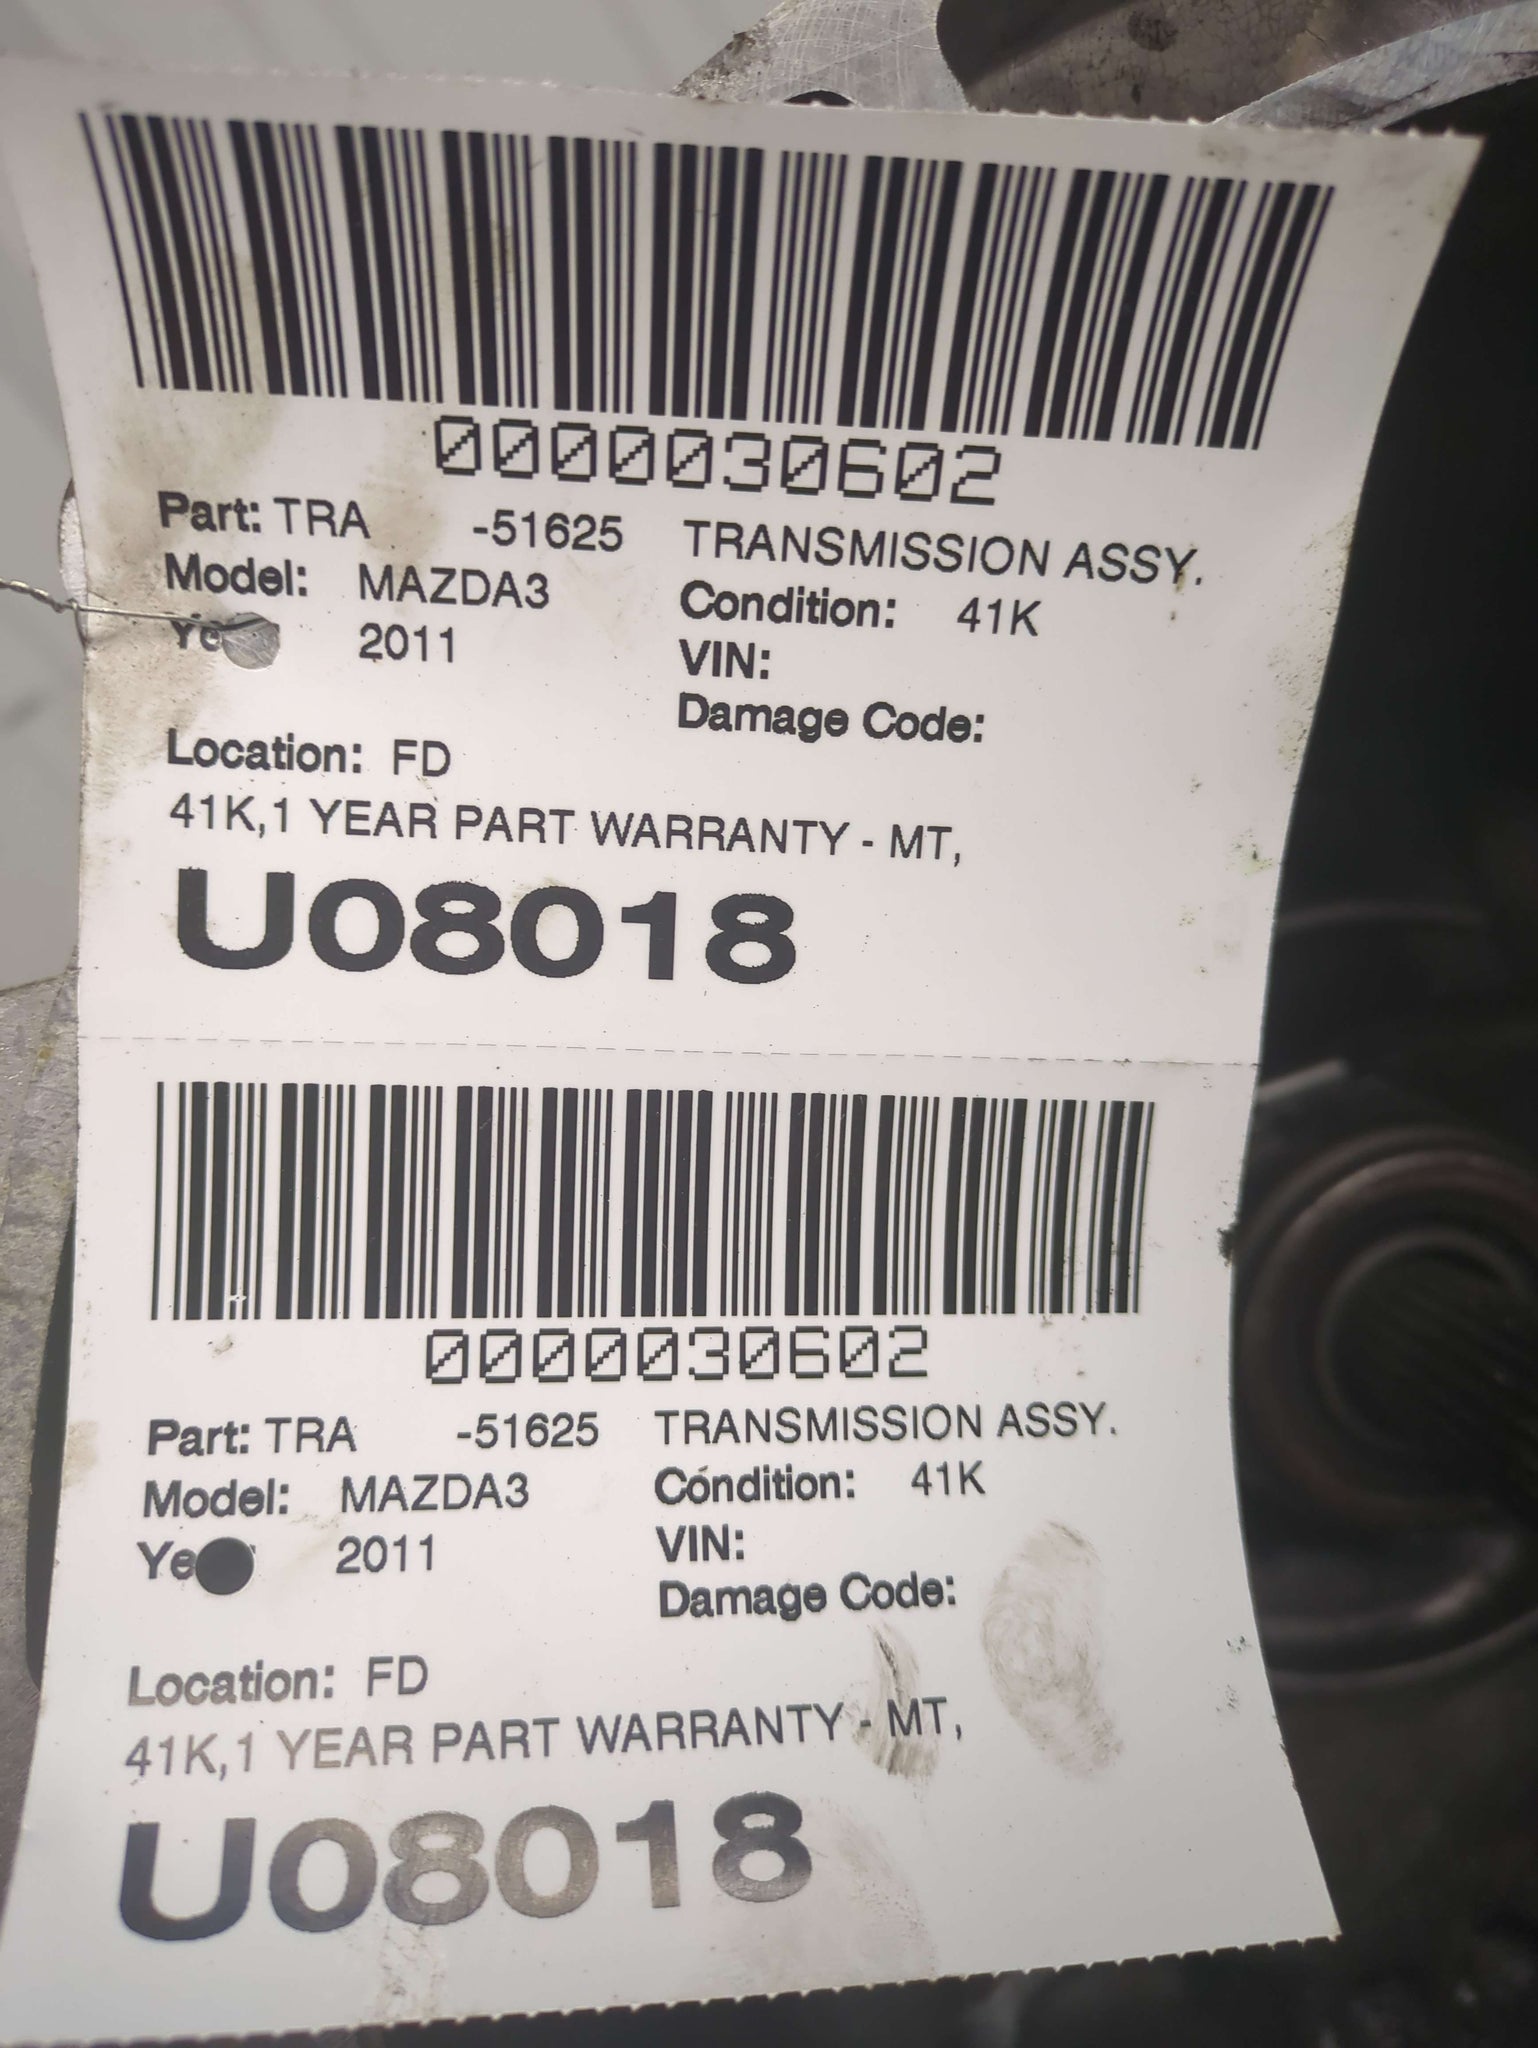 0000030602
Part: TRA -51625 TRANSMISSION ASSY.
Model: MAZDA3 Condition: 41K
2011 VIN:
Damage Code:
Location: FD
41K,1 YEAR PART WARRANTY - MT,
U08018
0000030602
Part: TRA -51625 TRANSMISSION ASSY.
Model: MAZDA3 Condition: 41K
2011 VIN:
Damage Code:
Location: FD
41K,1 YEAR PART WARRANTY - MT,
U08018